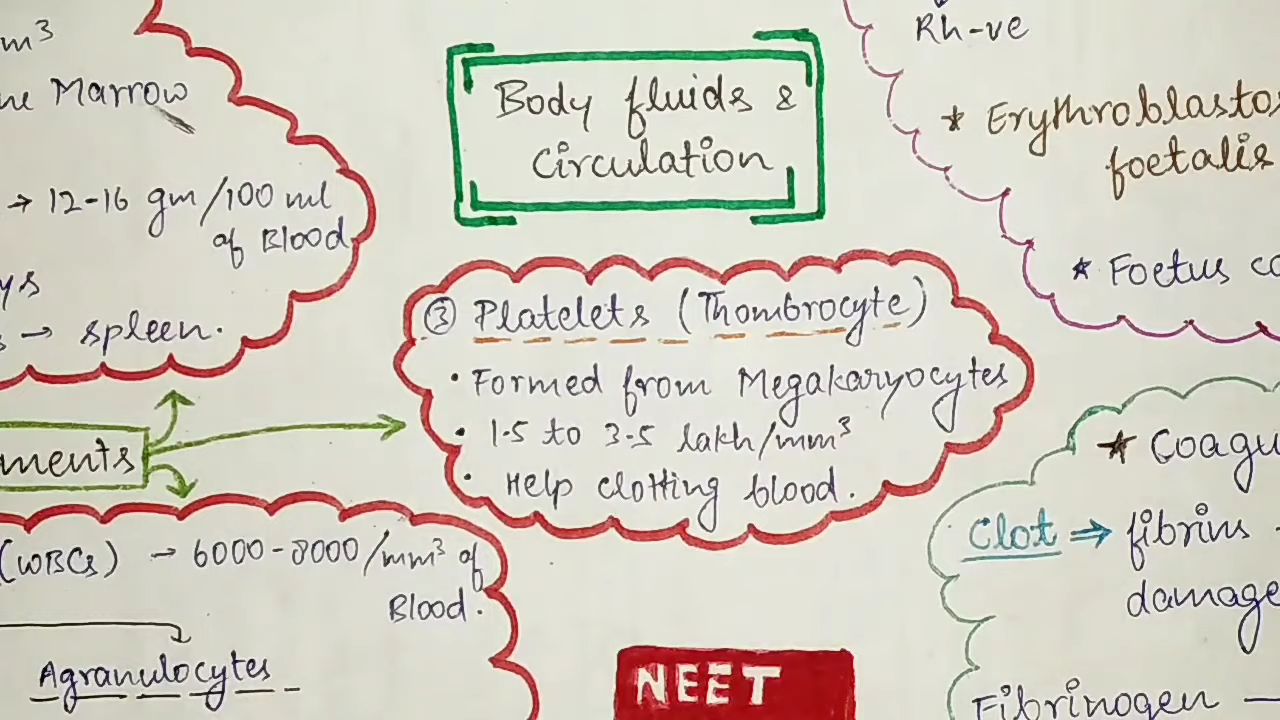 m³
Marrow
→ 12-16 gm/100 ml
of Blood
→ spleen.
Body fluids &
Circulation
Rh-ve
* Erythroblastos
foetalis
* Foetus
③ Platelets (Thombrocyte)
• Formed from Megakaryocytes
• 1.5 to 3.5 lakh/mm³
• Help clotting blood.
ments
(WBCs) → 6000-8000/mm³ of
Blood.
Agranulocytes
★ Coagu
Clot ⇒ fibrins
damage
Fibrinogen —
NEET